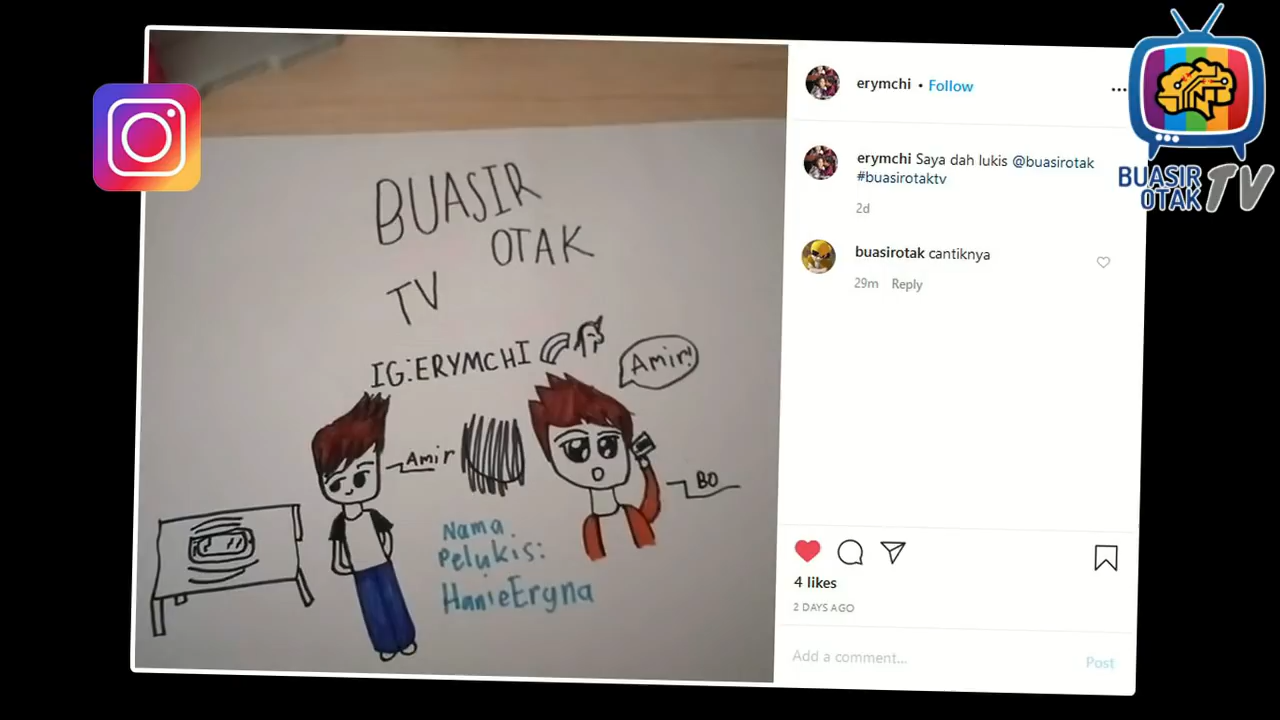 BUASIR
OTAK
TV
IG:ERYMCHI
Amir!
Amir
BO
Nama
Pelukis:
HanieEryna
erymchi • Follow
erymchi Saya dah lukis @buasirotak
#buasirotaktv
2d
buasirotak cantiknya
29m Reply
4 likes
2 DAYS AGO
Add a comment... Post
BUASIR
OTAK TV